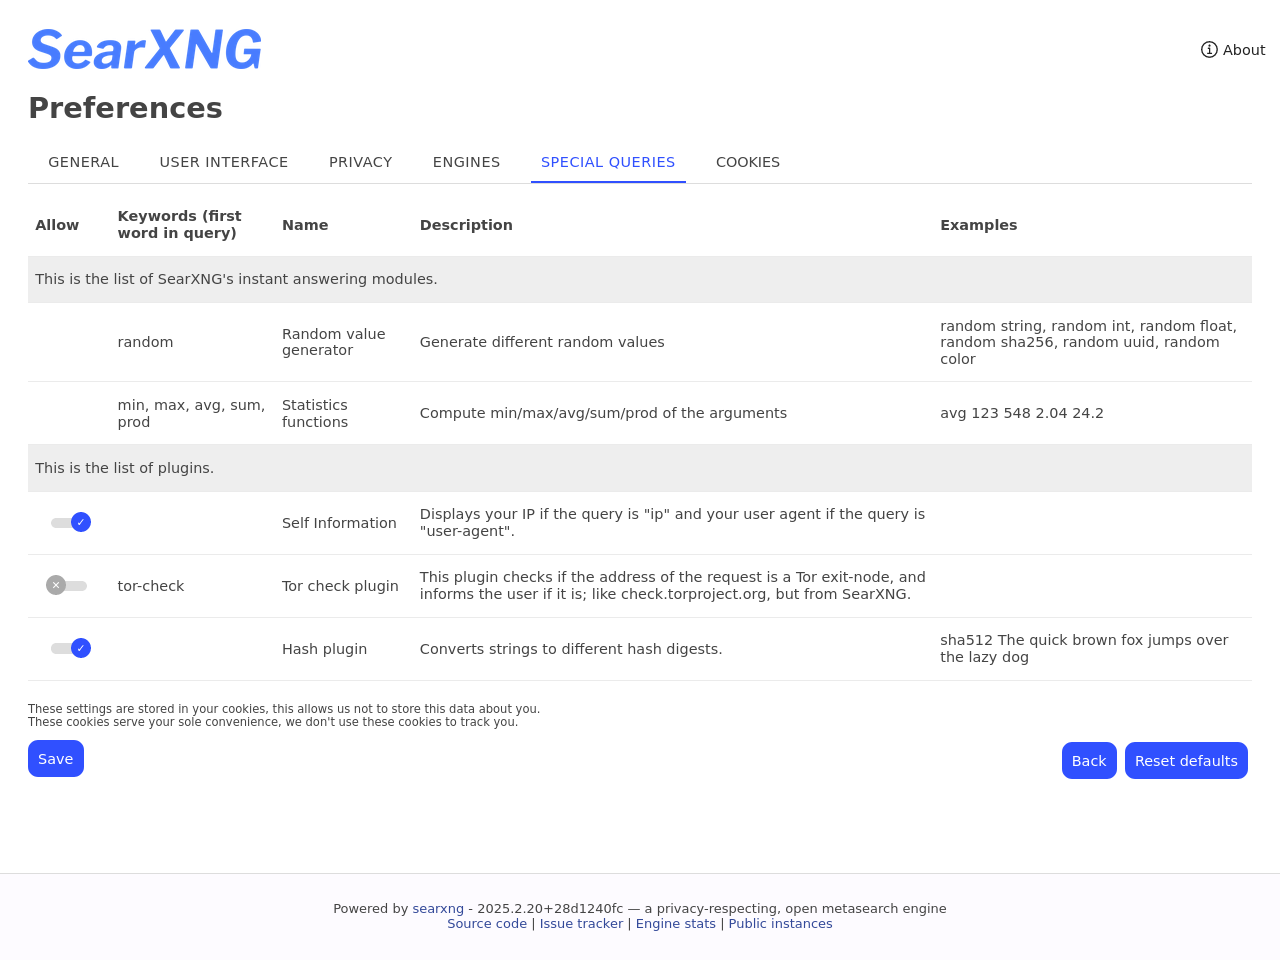 SearXNG
About
Preferences
GENERAL
USER INTERFACE
PRIVACY
ENGINES
SPECIAL QUERIES
COOKIES
Allow
Keywords (first
word in query)
Name
Description
Examples
This is the list of SearXNG's instant answering modules.
random
Random value
generator
Generate different random values
random string, random int, random float,
random sha256, random uuid, random
color
min, max, avg, sum,
prod
Statistics
functions
Compute min/max/avg/sum/prod of the arguments
avg 123 548 2.04 24.2
This is the list of plugins.
Self Information
Displays your IP if the query is "ip" and your user agent if the query is
"user-agent".
tor-check
Tor check plugin
This plugin checks if the address of the request is a Tor exit-node, and
informs the user if it is; like check.torproject.org, but from SearXNG.
Hash plugin
Converts strings to different hash digests.
sha512 The quick brown fox jumps over
the lazy dog
These settings are stored in your cookies, this allows us not to store this data about you.
These cookies serve your sole convenience, we don't use these cookies to track you.
Save
Back
Reset defaults
Powered by searxng - 2025.2.20+28d1240fc — a privacy-respecting, open metasearch engine
Source code | Issue tracker | Engine stats | Public instances